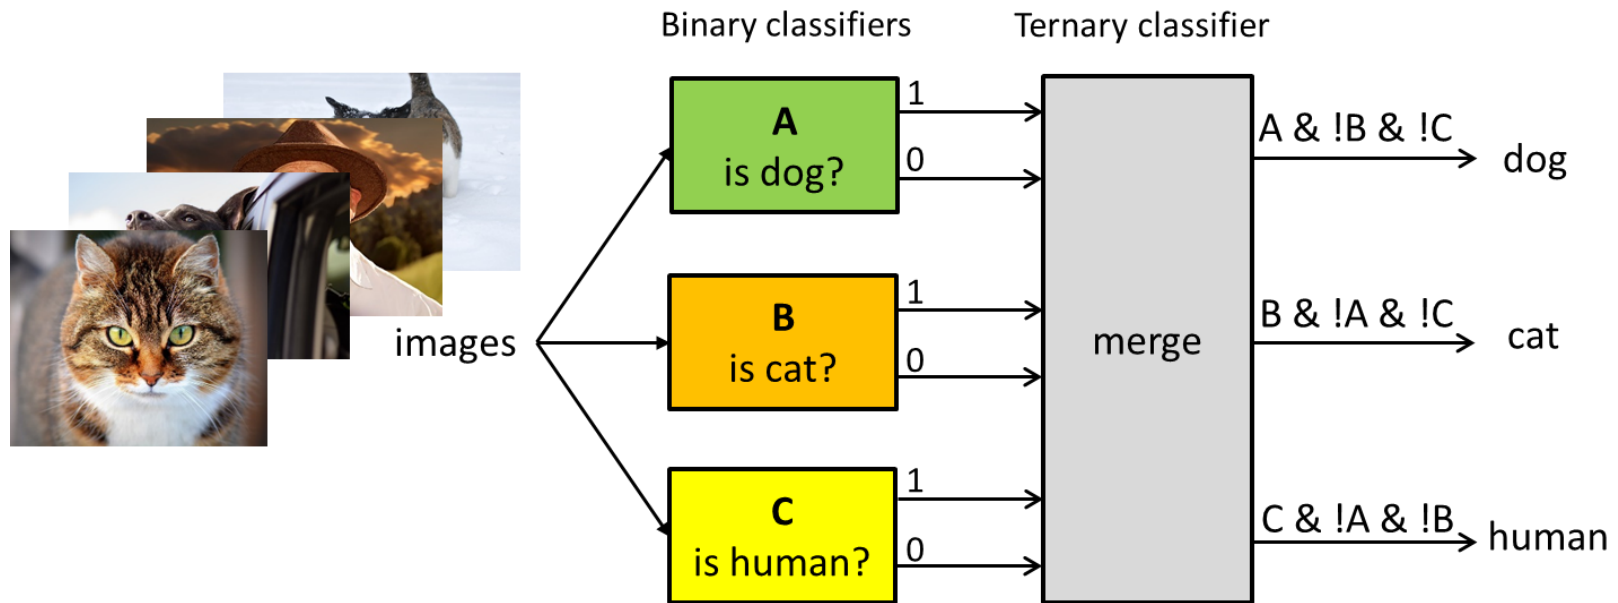 Binary classifiers
Ternary classifier
images
A
is dog?
1
0
B
is cat?
1
0
C
is human?
1
0
merge
A & !B & !C
dog
B & !A & !C
cat
C & !A & !B
human